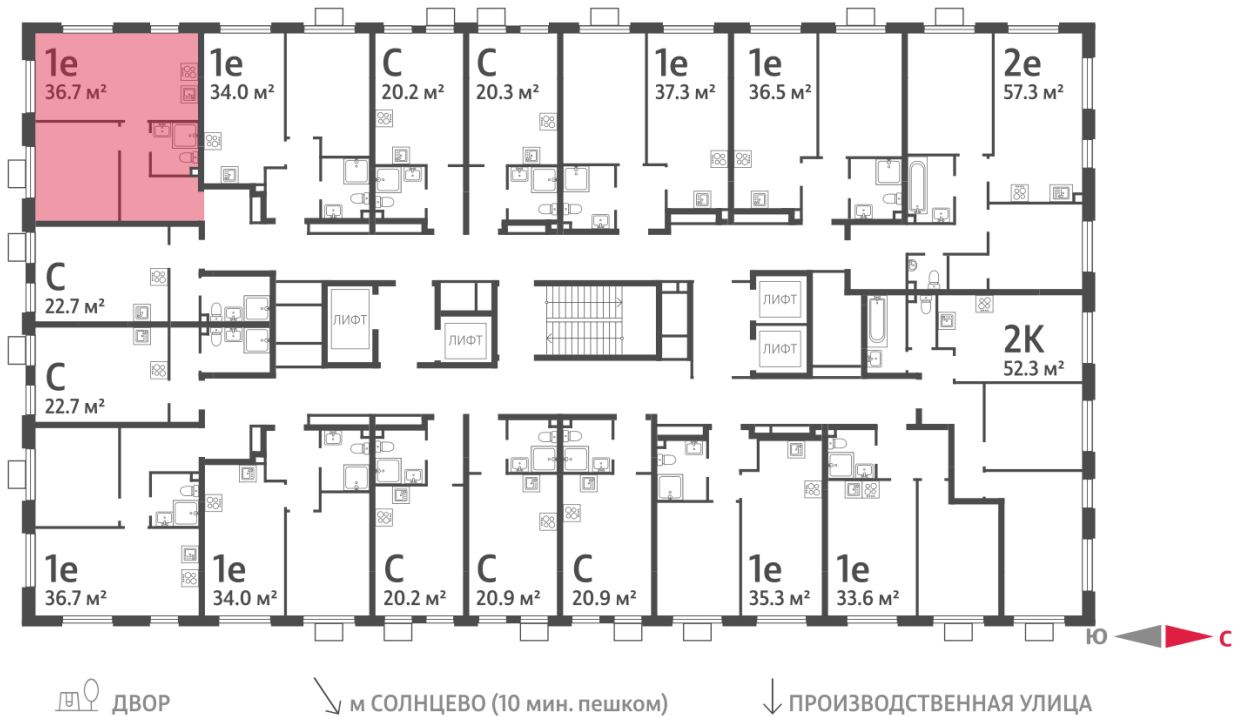 1е
36.7 м²
1е
34.0 м²
С
20.2 м²
С
20.3 м²
1е
37.3 м²
1е
36.5 м²
2е
57.3 м²
С
22.7 м²
ЛИФТ
ЛИФТ
ЛИФТ
ЛИФТ
2К
52.3 м²
С
22.7 м²
1е
36.7 м²
1е
34.0 м²
С
20.2 м²
С
20.9 м²
С
20.9 м²
1е
35.3 м²
1е
33.6 м²
Ю С
ДВОР
м СОЛНЦЕВО (10 мин. пешком)
ПРОИЗВОДСТВЕННАЯ УЛИЦА